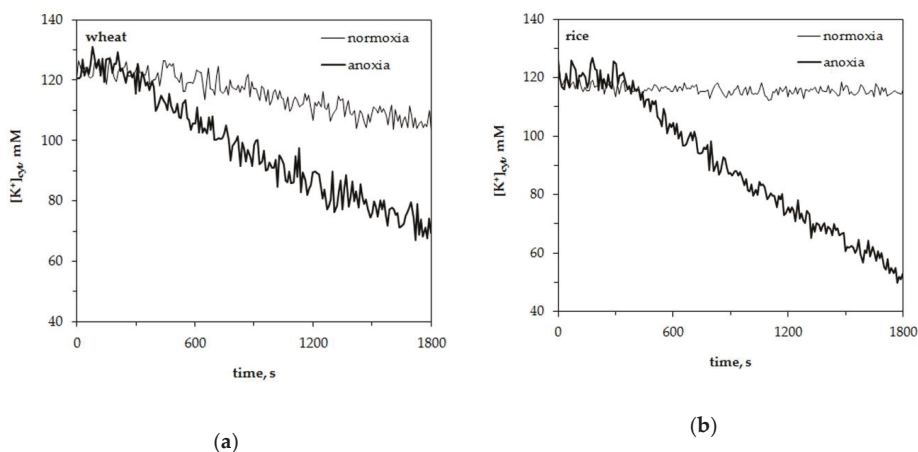 140
120
100
80
60
40
[K⁺]cyt, mM
wheat
normoxia
anoxia
0
600
1200
1800
time, s
(a)
140
120
100
80
60
40
[K⁺]cyt, mM
rice
normoxia
anoxia
0
600
1200
1800
time, s
(b)